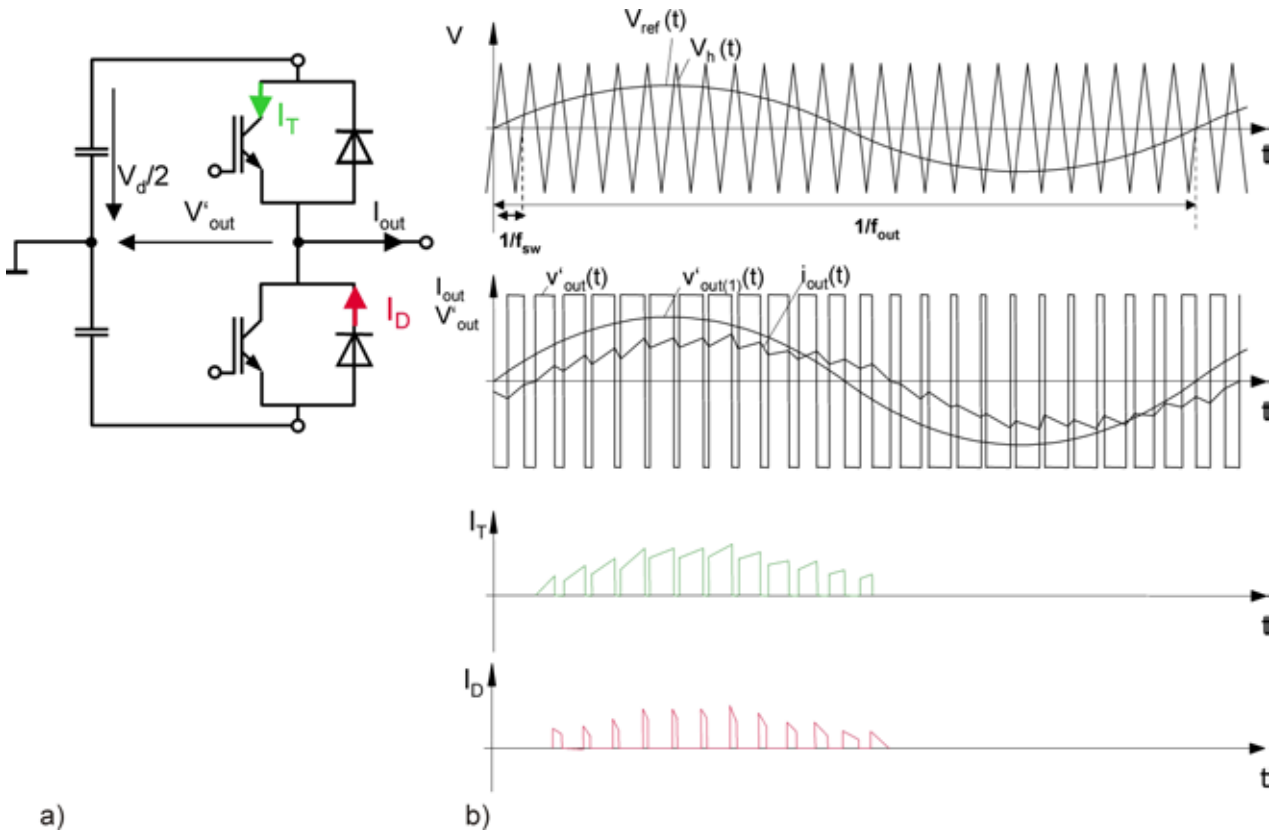 I_T
V_d/2
V'_out
I_out
I_D
a)
V
V_ref (t)
V_h (t)
t
1/f_sw
1/f_out
I_out
V'_out
v'_out(t)
v'_out(1)(t)
i_out(t)
t
I_T
t
I_D
t
b)